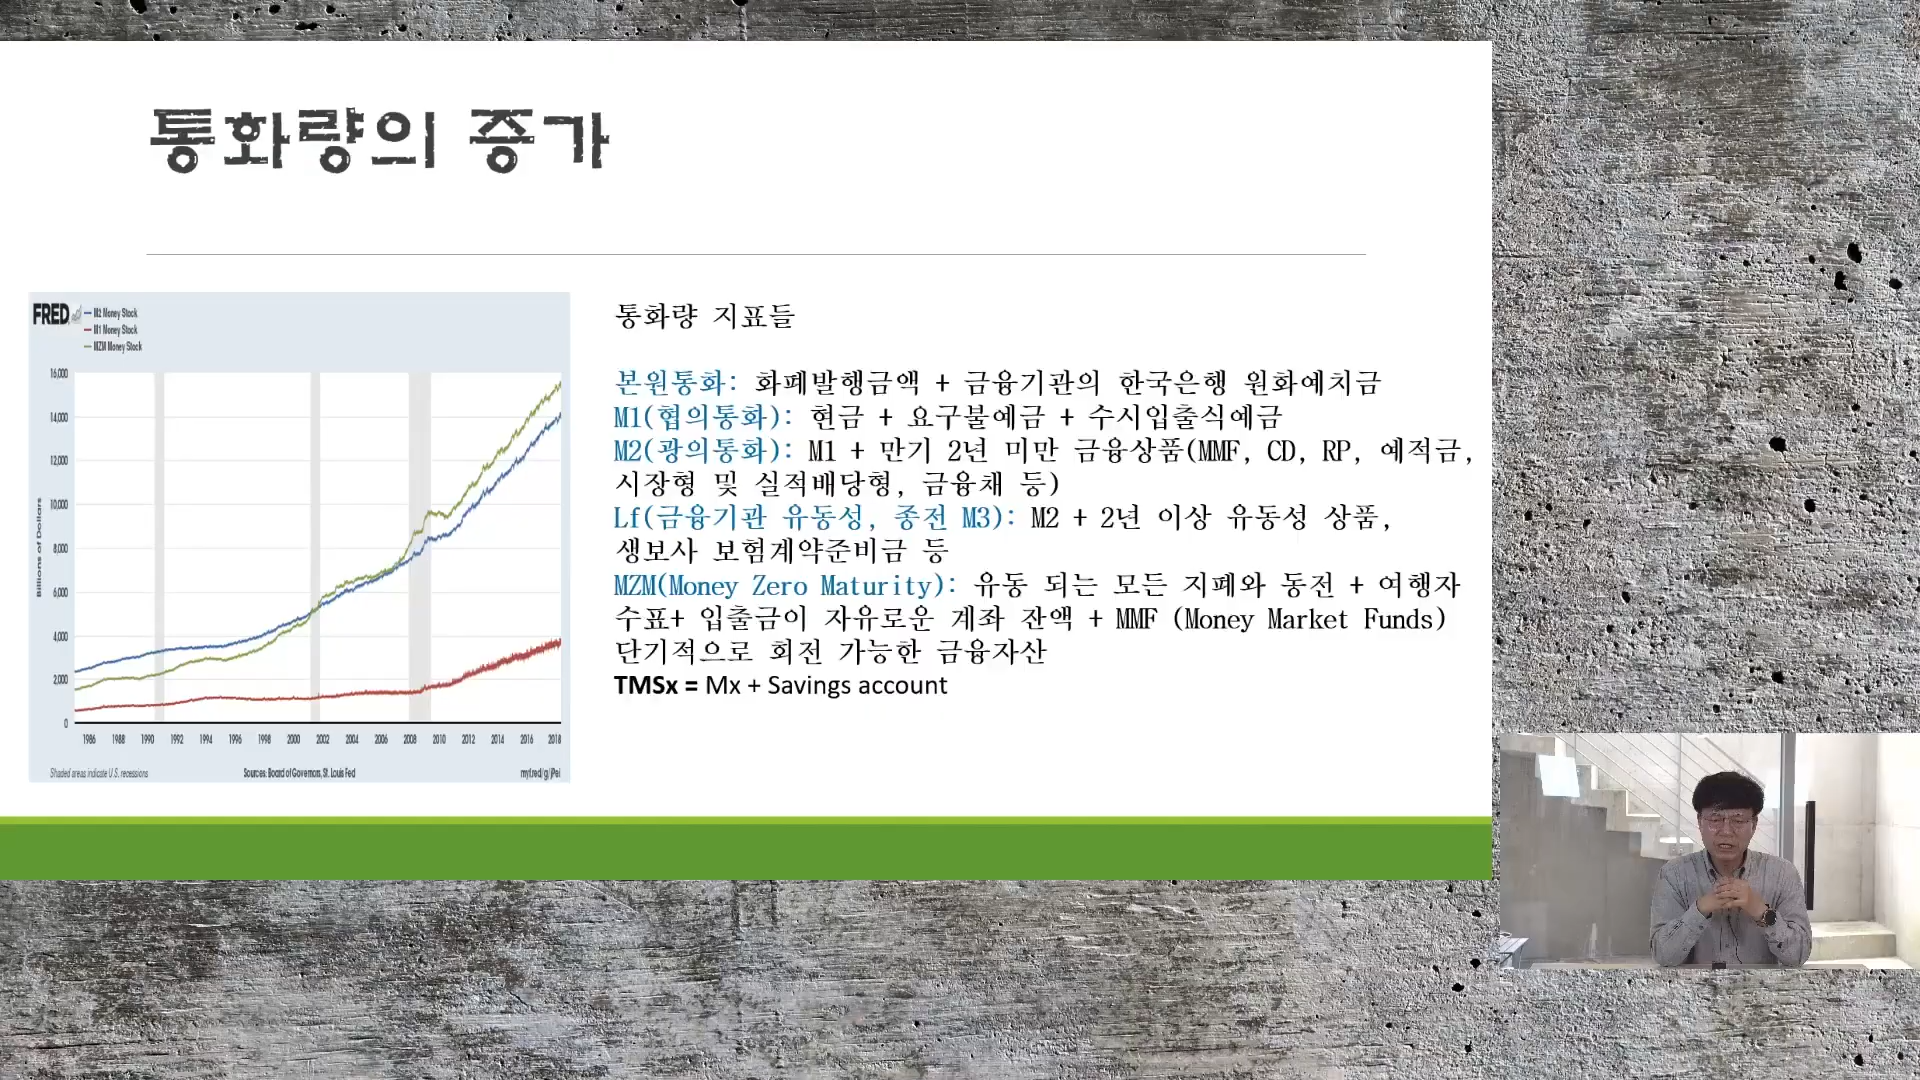 통화량의 증가
FRED
M2 Money Stock
M1 Money Stock
MZM Money Stock
16,000
14,000
12,000
10,000
8,000
6,000
4,000
2,000
0
Billions of Dollars
1986 1988 1990 1992 1994 1996 1998 2000 2002 2004 2006 2008 2010 2012 2014 2016 2018
Shaded areas indicate U.S. recessions
Sources: Board of Governors, St. Louis Fed
통화량 지표들
본원통화: 화폐발행금액 + 금융기관의 한국은행 원화예치금
M1(협의통화): 현금 + 요구불예금 + 수시입출식예금
M2(광의통화): M1 + 만기 2년 미만 금융상품(MMF, CD, RP, 예적금,
시장형 및 실적배당형, 금융채 등)
Lf(금융기관 유동성, 종전 M3): M2 + 2년 이상 유동성 상품,
생보사 보험계약준비금 등
MZM(Money Zero Maturity): 유동 되는 모든 지폐와 동전 + 여행자
수표+ 입출금이 자유로운 계좌 잔액 + MMF (Money Market Funds)
단기적으로 회전 가능한 금융자산
TMSx = Mx + Savings account